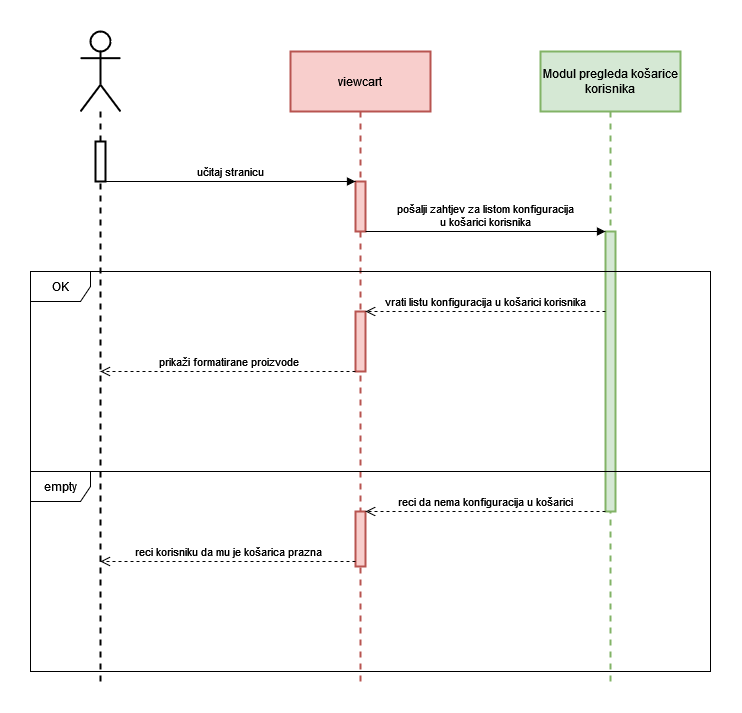 viewcart
Modul pregleda košarice
korisnika
učitaj stranicu
pošalji zahtjev za listom konfiguracija
u košarici korisnika
OK
vrati listu konfiguracija u košarici korisnika
prikaži formatirane proizvode
empty
reci da nema konfiguracija u košarici
reci korisniku da mu je košarica prazna